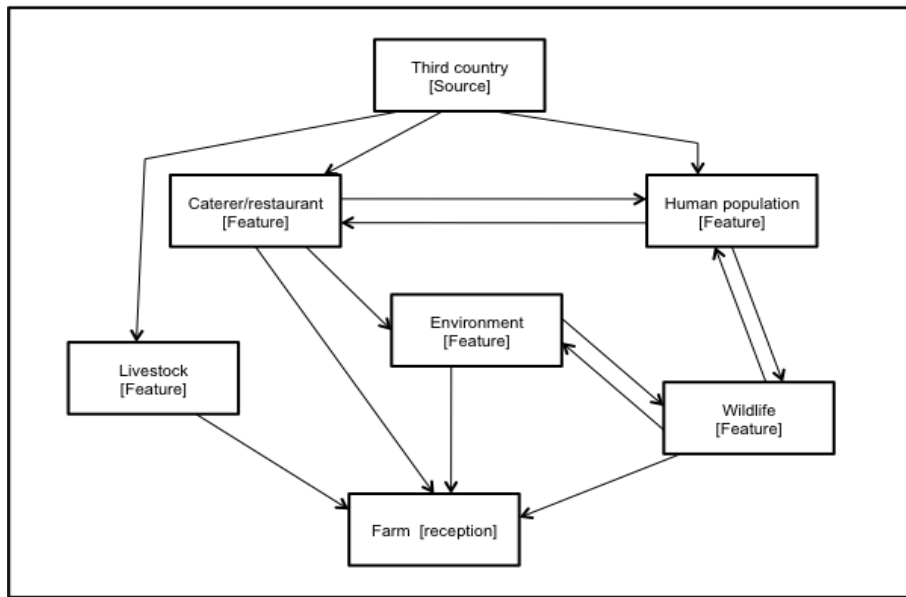 Third country
[Source]
Caterer/restaurant
[Feature]
Human population
[Feature]
Environment
[Feature]
Livestock
[Feature]
Wildlife
[Feature]
Farm  [reception]